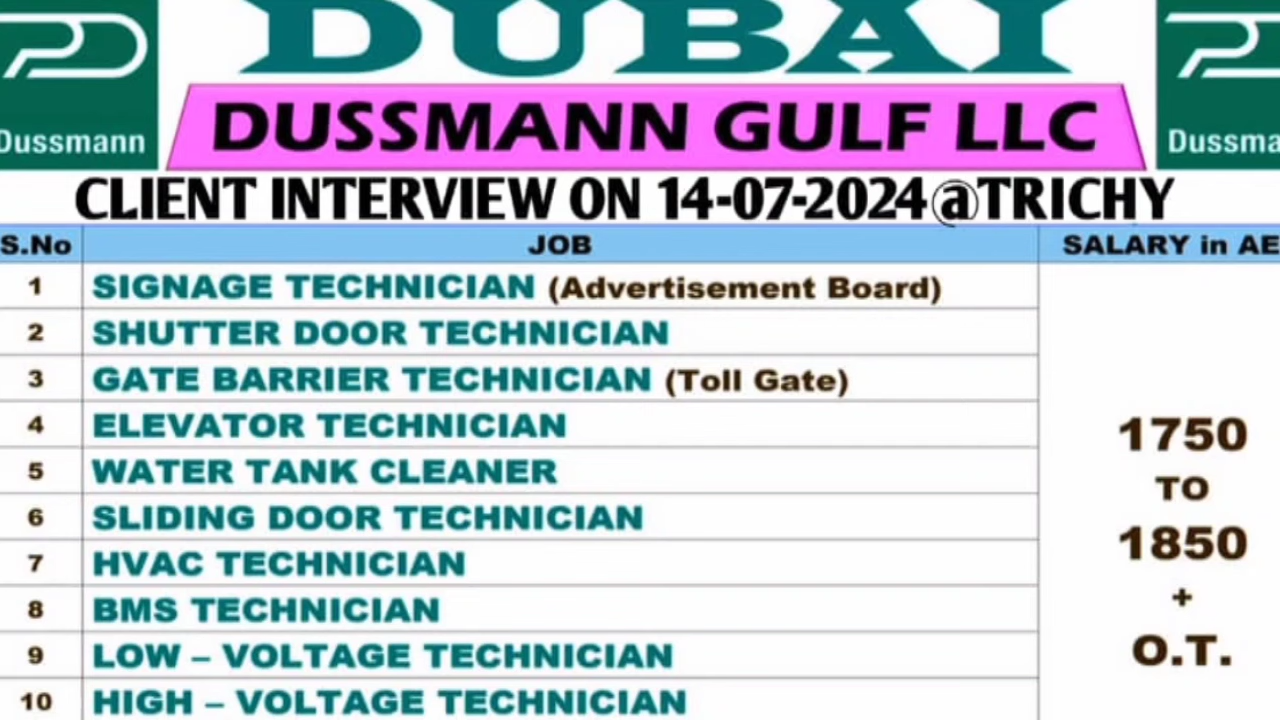 DUBAI
Dussmann
DUSSMANN GULF LLC
Dussma
CLIENT INTERVIEW ON 14-07-2024@TRICHY
S.No JOB SALARY in AE
1 SIGNAGE TECHNICIAN (Advertisement Board)
2 SHUTTER DOOR TECHNICIAN
3 GATE BARRIER TECHNICIAN (Toll Gate)
4 ELEVATOR TECHNICIAN
5 WATER TANK CLEANER
6 SLIDING DOOR TECHNICIAN
7 HVAC TECHNICIAN
8 BMS TECHNICIAN
9 LOW – VOLTAGE TECHNICIAN
10 HIGH – VOLTAGE TECHNICIAN
1750
TO
1850
+
O.T.